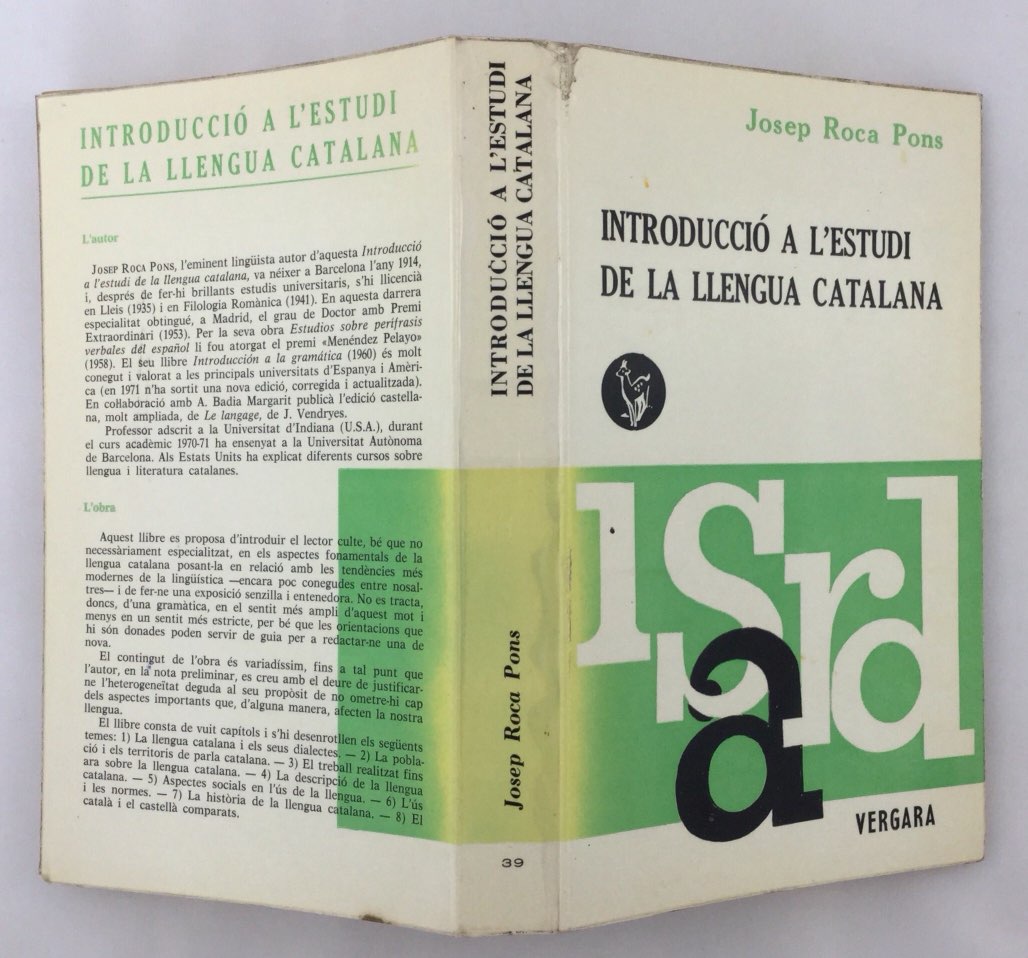 INTRODUCCIÓ A L'ESTUDI
DE LA LLENGUA CATALANA
L'autor
JOSEP ROCA PONS, l'eminent lingüista autor d'aquesta Introducció
a l'estudi de la llengua catalana, va néixer a Barcelona l'any 1914,
i, després de fer-hi brillants estudis universitaris, s'hi llicencià
en Lleis (1935) i en Filologia Romànica (1941). En aquesta darrera
especialitat obtingué, a Madrid, el grau de Doctor amb Premi
Extraordinari (1953). Per la seva obra Estudios sobre perífrasis
verbales del español li fou atorgat el premi «Menéndez Pelayo»
(1958). El seu llibre Introducción a la gramática (1960) és molt
conegut i valorat a les principals universitats d'Espanya i Amèri-
ca (en 1971 n'ha sortit una nova edició, corregida i actualitzada).
En col·laboració amb A. Badia Margarit publicà l'edició castella-
na, molt ampliada, de Le langage, de J. Vendryes.
Professor adscrit a la Universitat d'Indiana (U.S.A.), durant
el curs acadèmic 1970-71 ha ensenyat a la Universitat Autònoma
de Barcelona. Als Estats Units ha explicat diferents cursos sobre
llengua i literatura catalanes.
L'obra
Aquest llibre es proposa d'introduir el lector culte, bé que no
necessàriament especialitzat, en els aspectes fonamentals de la
llengua catalana posant-la en relació amb les tendències més
modernes de la lingüística —encara poc conegudes entre nosal-
tres— i de fer-ne una exposició senzilla i entenedora. No es tracta,
doncs, d'una gramàtica, en el sentit més ampli d'aquest mot i
menys en un sentit més estricte, per bé que les orientacions que
hi són donades poden servir de guia per a redactar-ne una de
nova.
El contingut de l'obra és variadíssim, fins a tal punt que
l'autor, en la nota preliminar, es creu amb el deure de justificar-
ne l'heterogeneïtat deguda al seu propòsit de no ometre-hi cap
dels aspectes importants que, d'alguna manera, afecten la nostra
llengua.
El llibre consta de vuit capítols i s'hi desenrotllen els següents
temes: 1) La llengua catalana i els seus dialectes. — 2) La pobla-
ció i els territoris de parla catalana. — 3) El treball realitzat fins
ara sobre la llengua catalana. — 4) La descripció de la llengua
catalana. — 5) Aspectes socials en l'ús de la llengua. — 6) L'ús
i les normes. — 7) La història de la llengua catalana. — 8) El
català i el castellà comparats.
INTRODUCCIÓ A L'ESTUDI
DE LA LLENGUA CATALANA
Josep Roca Pons
39
Josep Roca Pons
INTRODUCCIÓ A L'ESTUDI
DE LA LLENGUA CATALANA
lsrd
à
VERGARA